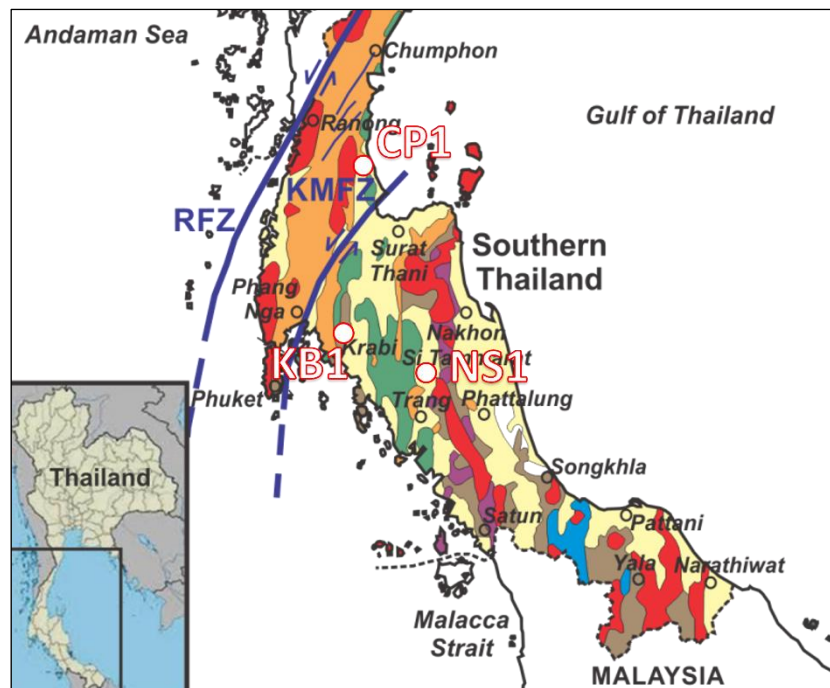 Andaman Sea
Chumphon
Gulf of Thailand
Ranong
CP1
KMFZ
RFZ
Surat
Thani
Southern
Thailand
Phang
Nga
Nakhon
Si Tammarat
Krabi
KB1
NS1
Phuket
Trang
Phattalung
Thailand
Songkhla
Satun
Pattani
Yala
Narathiwat
Malacca
Strait
MALAYSIA